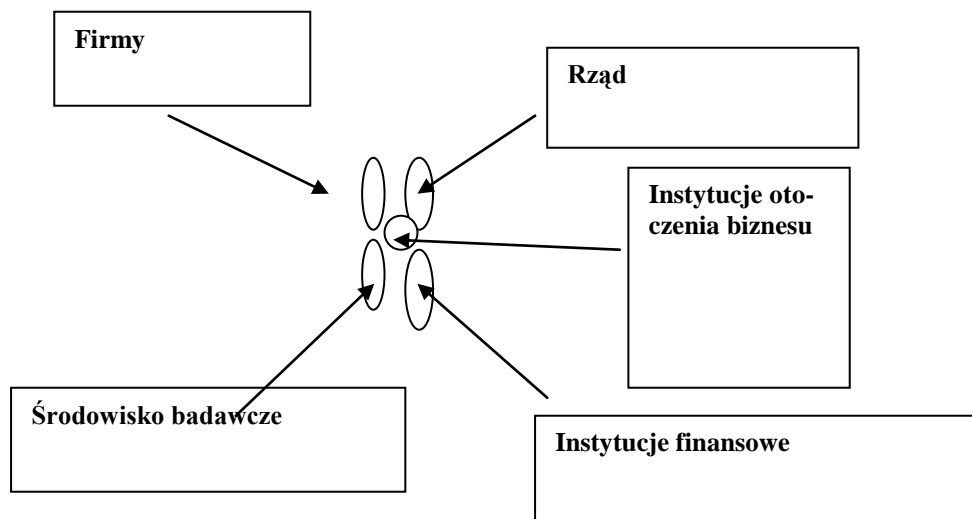 Firmy
Rząd
Instytucje oto-
czenia biznesu
Środowisko badawcze
Instytucje finansowe